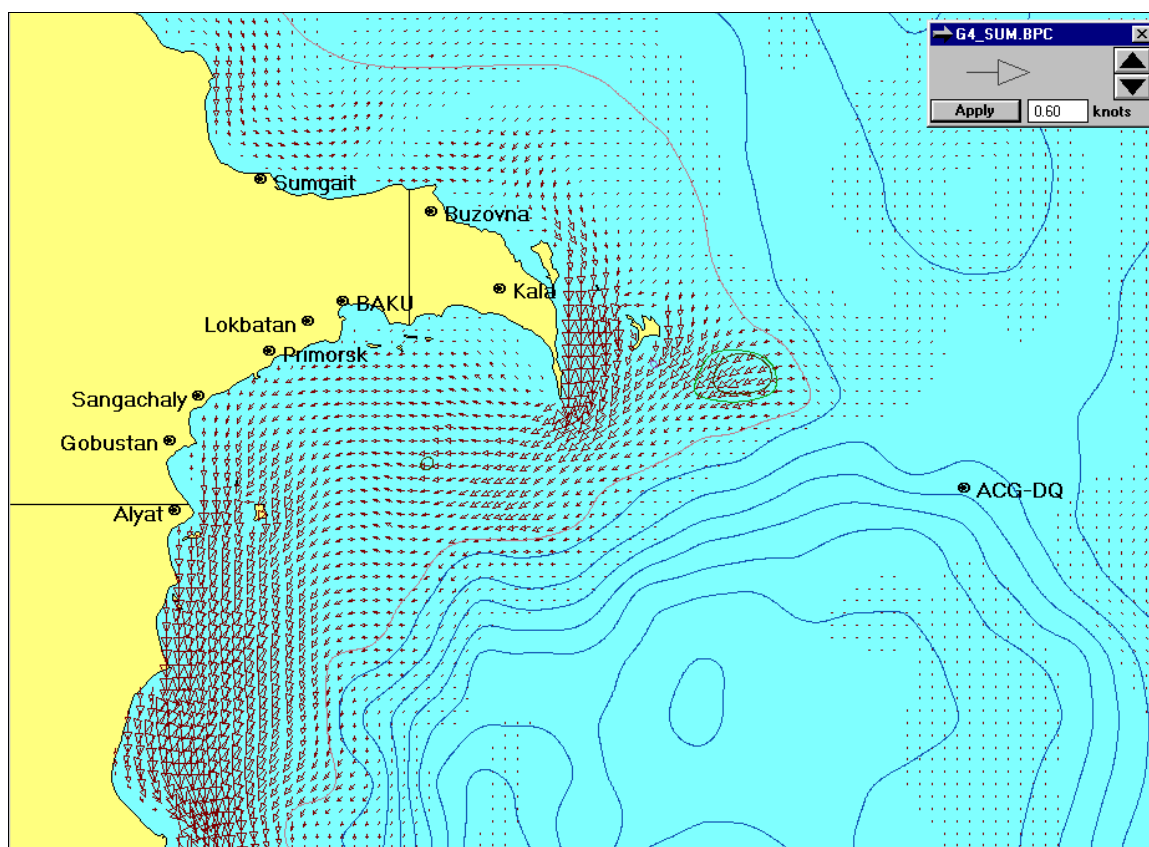 G4_SUM.BPC
Apply 0.60 knots
Sumgait
Buzovna
Kala
BAKU
Lokbatan
Primorsk
Sangachaly
Gobustan
ACG-DQ
Alyat